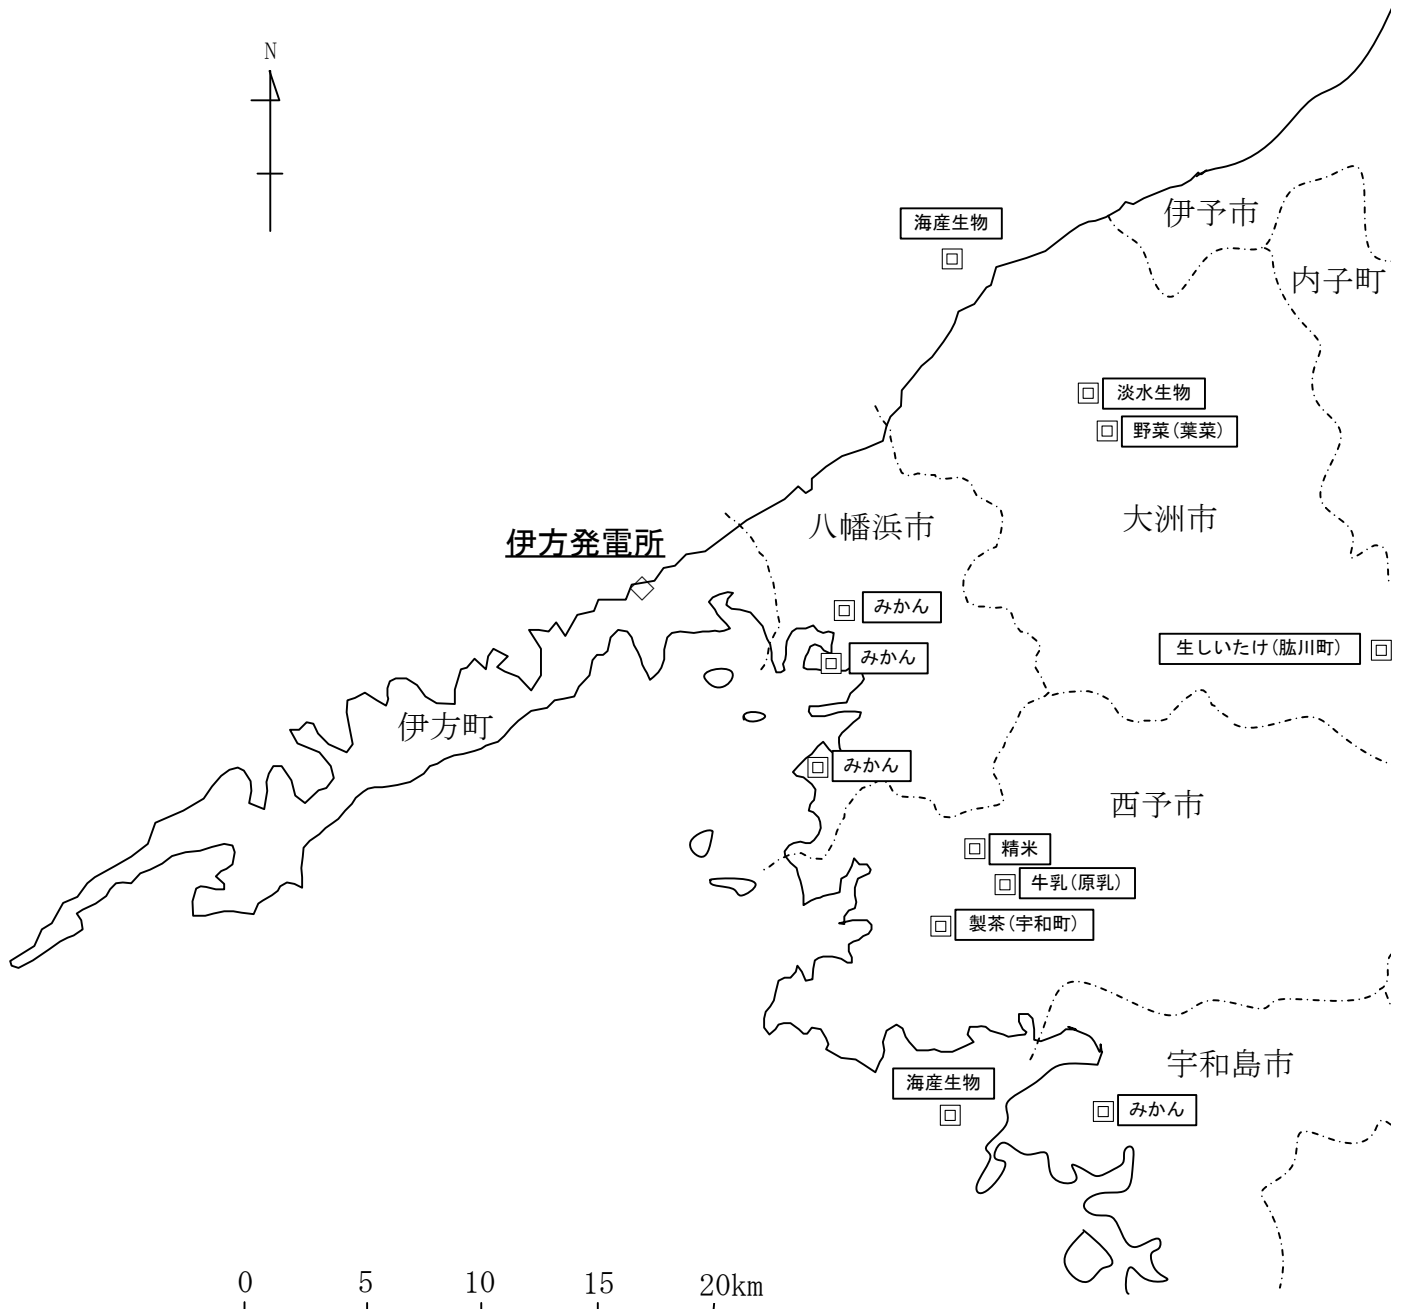 N
伊予市
海産生物
内子町
淡水生物
野菜(葉菜)
八幡浜市
大洲市
伊方発電所
みかん
生しいたけ(肱川町)
みかん
伊方町
みかん
西予市
精米
牛乳(原乳)
製茶(宇和町)
宇和島市
海産生物
みかん
0 5 10 15 20km